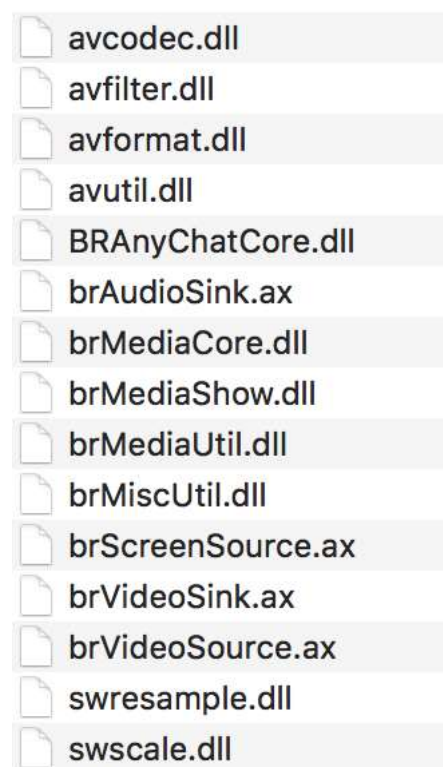 avcodec.dll
avfilter.dll
avformat.dll
avutil.dll
BRAnyChatCore.dll
brAudioSink.ax
brMediaCore.dll
brMediaShow.dll
brMediaUtil.dll
brMiscUtil.dll
brScreenSource.ax
brVideoSink.ax
brVideoSource.ax
swresample.dll
swscale.dll